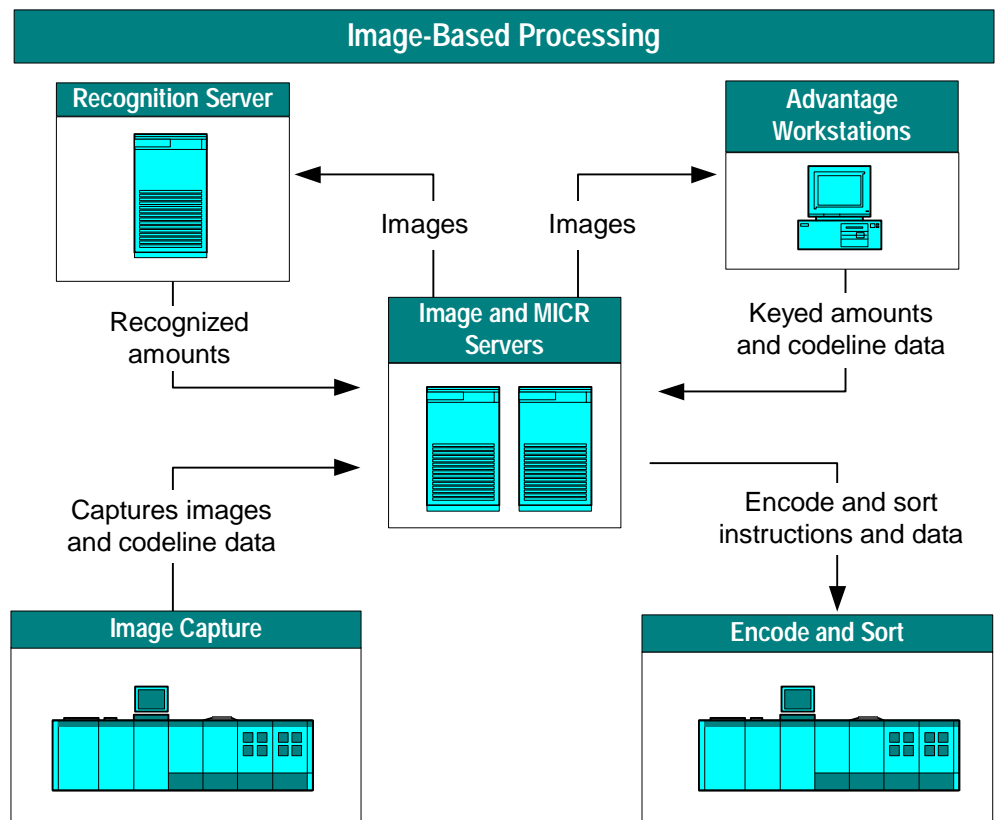 Image-Based Processing
Recognition Server
Advantage
Workstations
Images
Images
Recognized
amounts
Image and MICR
Servers
Keyed amounts
and codeline data
Captures images
and codeline data
Encode and sort
instructions and data
Image Capture
Encode and Sort